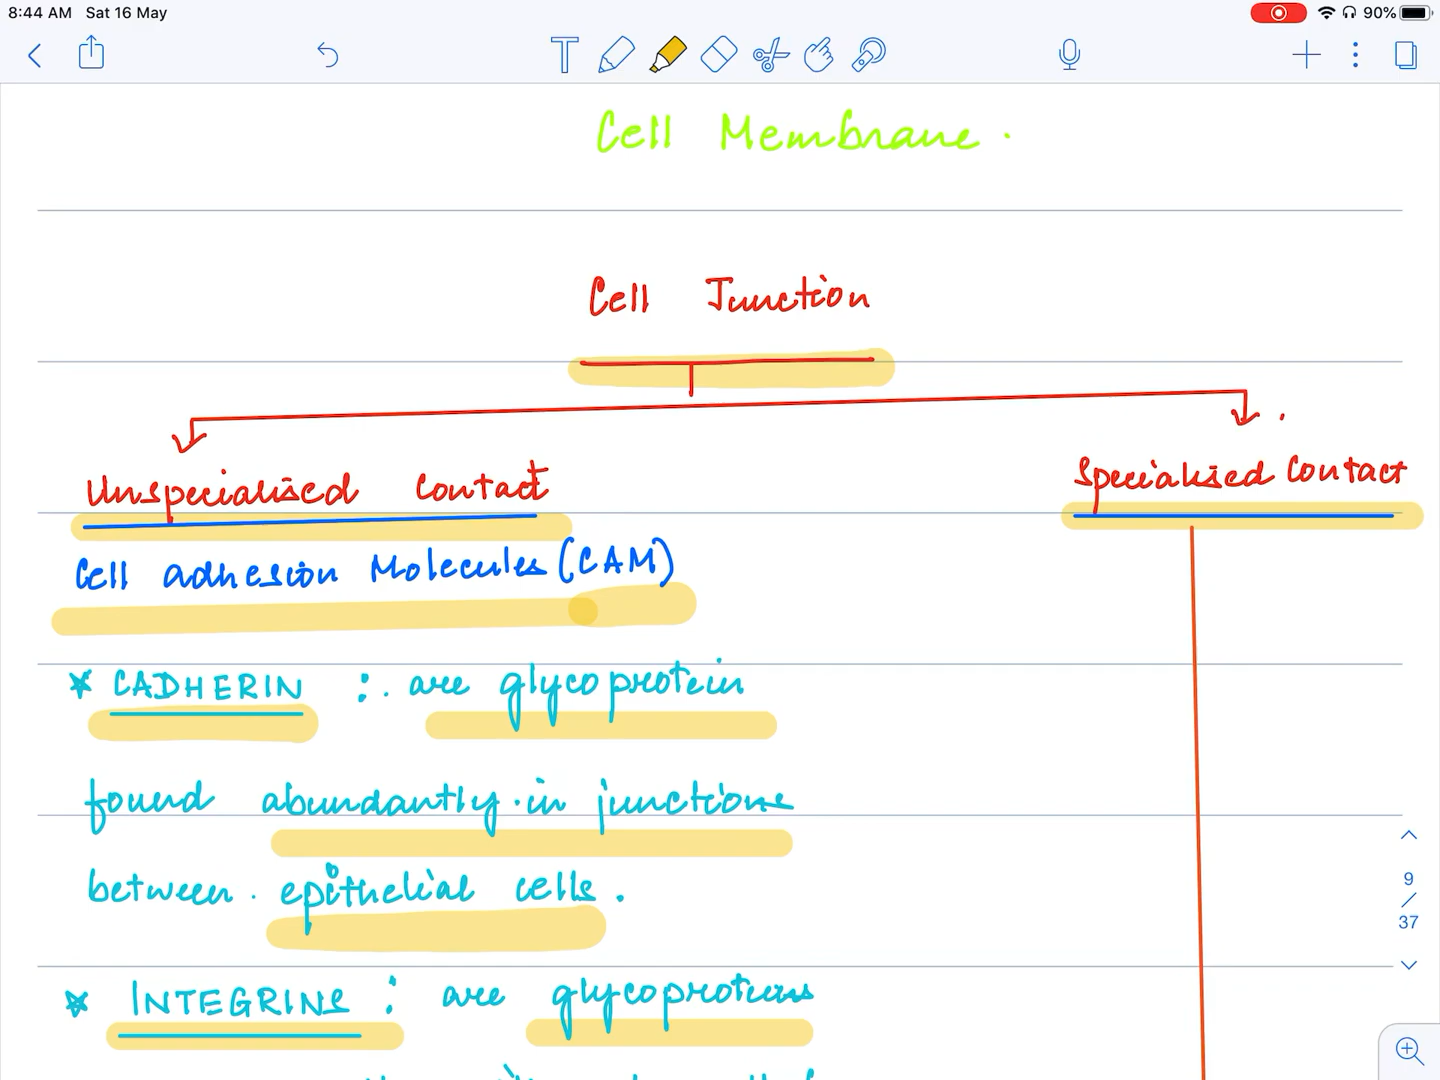 8:44 AM Sat 16 May 90%
Cell Membrane.
Cell Junction
Unspecialised Contact
Specialised Contact
Cell adhesion Molecules (CAM)
* CADHERIN : are glycoprotein
found abundantly in junctions
between epithelial cells.
9
/
37
* INTEGRINS : are glycoproteins